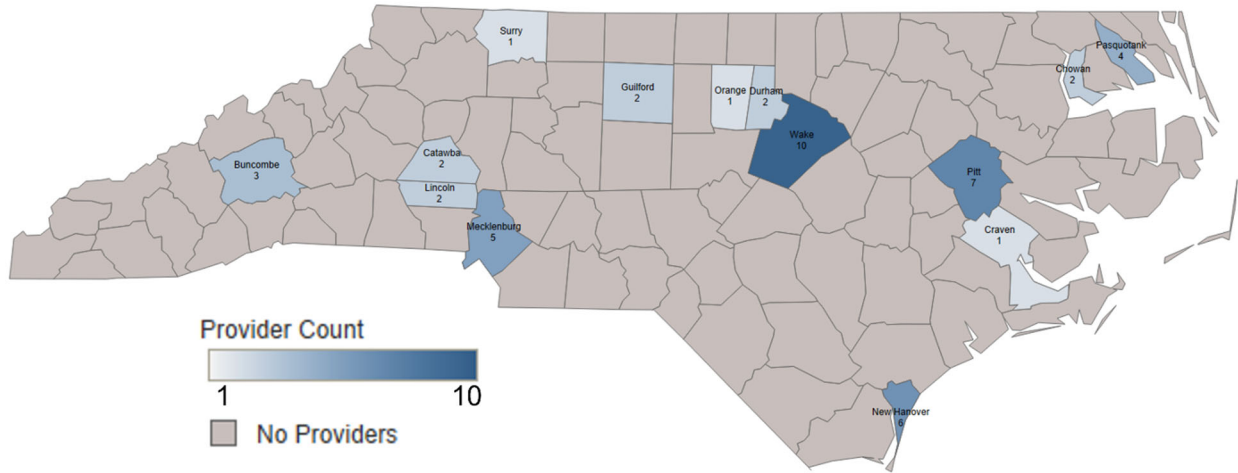 Surry
1
Pasquotank
4
Chowan
2
Guilford
2
Orange
1
Durham
2
Wake
10
Buncombe
3
Catawba
2
Lincoln
2
Pitt
7
Mecklenburg
5
Craven
1
Provider Count
1 10
No Providers
New Hanover
6